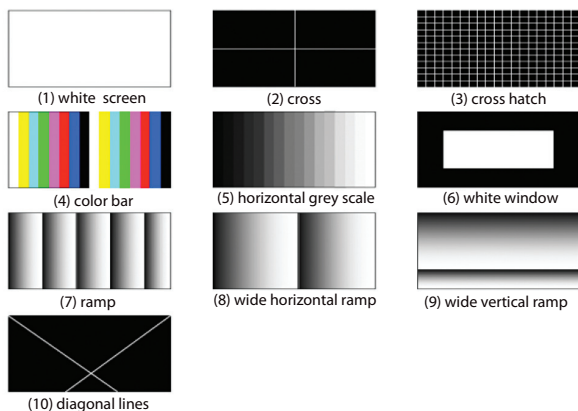 (1) white screen
(2) cross
(3) cross hatch
(4) color bar
(5) horizontal grey scale
(6) white window
(7) ramp
(8) wide horizontal ramp
(9) wide vertical ramp
(10) diagonal lines